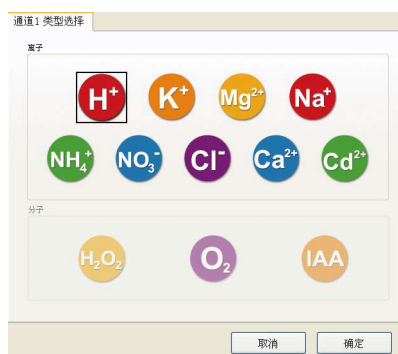 通道1 类型选择
离子
H⁺ K⁺ Mg²⁺ Na⁺
NH₄⁺ NO₃⁻ Cl⁻ Ca²⁺ Cd²⁺
分子
H₂O₂ O₂ IAA
取消 确定